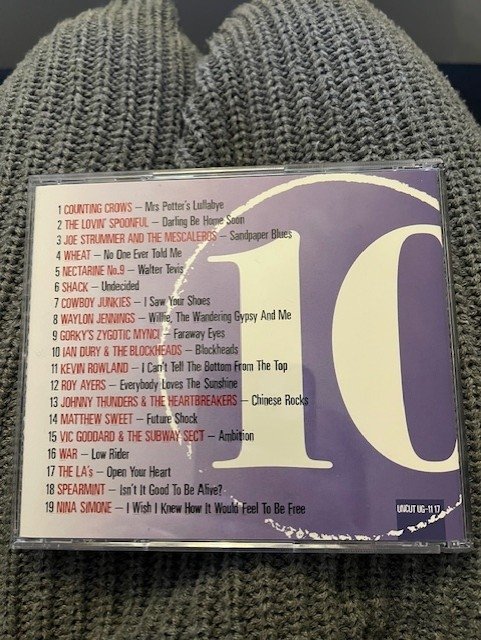 1 COUNTING CROWS – Mrs Potter's Lullabye
2 THE LOVIN' SPOONFUL – Darling Be Home Soon
3 JOE STRUMMER AND THE MESCALEROS – Sandpaper Blues
4 WHEAT – No One Ever Told Me
5 NECTARINE No.9 – Walter Tevis
6 SHACK – Undecided
7 COWBOY JUNKIES – I Saw Your Shoes
8 WAYLON JENNINGS – Willie, The Wandering Gypsy And Me
9 GORKY'S ZYGOTIC MYNCI – Faraway Eyes
10 IAN DURY & THE BLOCKHEADS – Blockheads
11 KEVIN ROWLAND – I Can't Tell The Bottom From The Top
12 ROY AYERS – Everybody Loves The Sunshine
13 JOHNNY THUNDERS & THE HEARTBREAKERS – Chinese Rocks
14 MATTHEW SWEET – Future Shock
15 VIC GODDARD & THE SUBWAY SECT – Ambition
16 WAR – Low Rider
17 THE LA's – Open Your Heart
18 SPEARMINT – Isn't It Good To Be Alive?
19 NINA SIMONE – I Wish I Knew How It Would Feel To Be Free
10
UNCUT UG-11 17